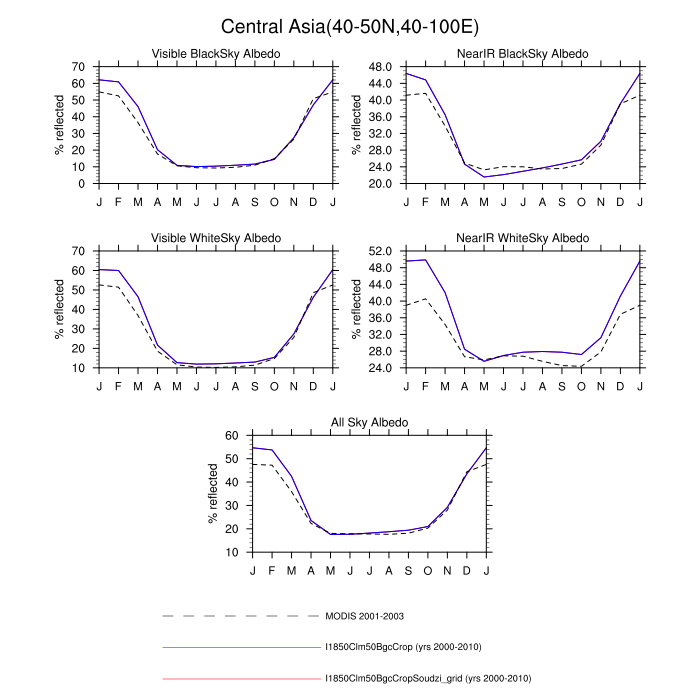 Central Asia(40-50N,40-100E)
Visible BlackSky Albedo
% reflected
70
60
50
40
30
20
10
0
J F M A M J J A S O N D J
NearIR BlackSky Albedo
% reflected
48.0
44.0
40.0
36.0
32.0
28.0
24.0
20.0
J F M A M J J A S O N D J
Visible WhiteSky Albedo
% reflected
70
60
50
40
30
20
10
J F M A M J J A S O N D J
NearIR WhiteSky Albedo
% reflected
52.0
48.0
44.0
40.0
36.0
32.0
28.0
24.0
J F M A M J J A S O N D J
All Sky Albedo
% reflected
60
50
40
30
20
10
J F M A M J J A S O N D J
MODIS 2001-2003
I1850Clm50BgcCrop (yrs 2000-2010)
I1850Clm50BgcCropSoudzi_grid (yrs 2000-2010)